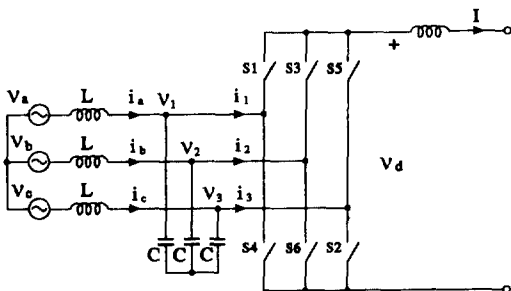 I
+
S1 S3 S5
Va L ia V1 i1
Vb L ib V2 i2
Vd
Vc L ic V3 i3
C C C
S4 S6 S2